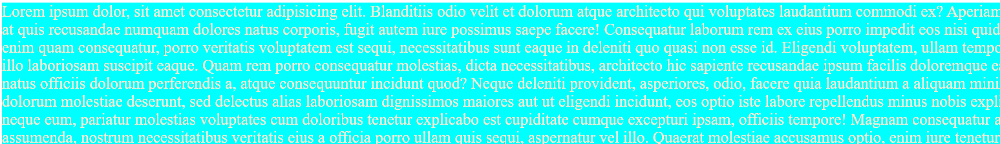 Lorem ipsum dolor, sit amet consectetur adipisicing elit. Blanditiis odio velit et dolorum atque architecto qui voluptates laudantium commodi ex? Aperiam
at quis recusandae numquam dolores natus corporis, fugit autem iure possimus saepe facere! Consequatur laborum rem ex eius porro impedit eos nisi quid
enim quam consequatur, porro veritatis voluptatem est sequi, necessitatibus sunt eaque in deleniti quo quasi non esse id. Eligendi voluptatem, ullam tempo
illo laboriosam suscipit eaque. Quam rem porro consequatur molestias, dicta necessitatibus, architecto hic sapiente recusandae ipsum facilis doloremque ea
natus officiis dolorum perferendis a, atque consequuntur incidunt quod? Neque deleniti provident, asperiores, odio, facere quia laudantium a aliquam mini
dolorum molestiae deserunt, sed delectus alias laboriosam dignissimos maiores aut ut eligendi incidunt, eos optio iste labore repellendus minus nobis expli
neque eum, pariatur molestias voluptates cum doloribus tenetur explicabo est cupiditate cumque excepturi ipsam, officiis tempore! Magnam consequatur a
assumenda, nostrum necessitatibus veritatis eius a officia porro ullam quis sequi, aspernatur vel illo. Quaerat molestiae accusamus optio, enim iure tenetur